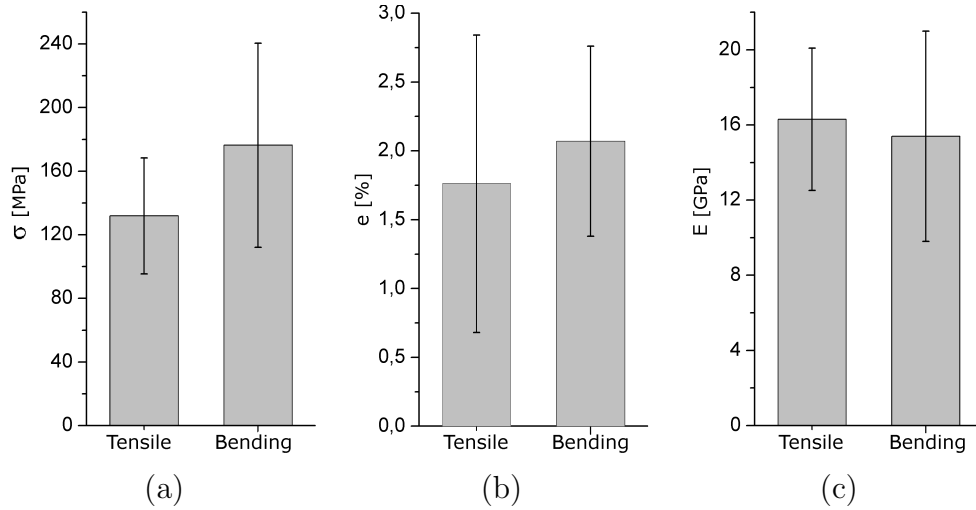 σ [MPa]
240
200
160
120
80
40
0
Tensile Bending
(a)
e [%]
3,0
2,5
2,0
1,5
1,0
0,5
0,0
Tensile Bending
(b)
E [GPa]
20
16
12
8
4
0
Tensile Bending
(c)